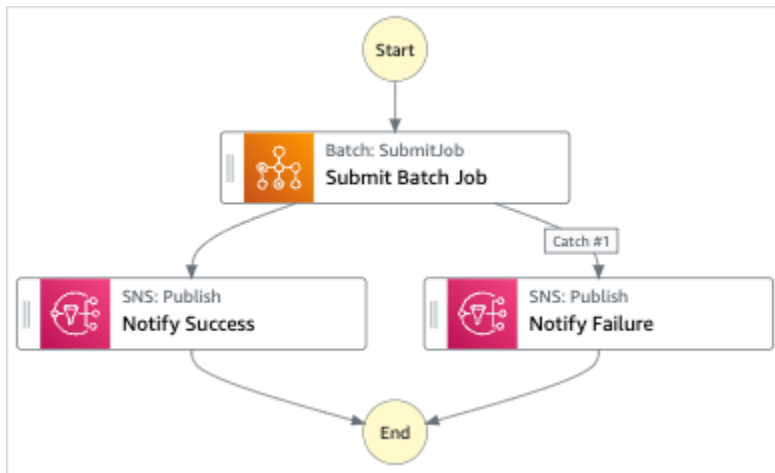 Start
Batch: SubmitJob
Submit Batch Job
Catch #1
SNS: Publish
Notify Success
SNS: Publish
Notify Failure
End